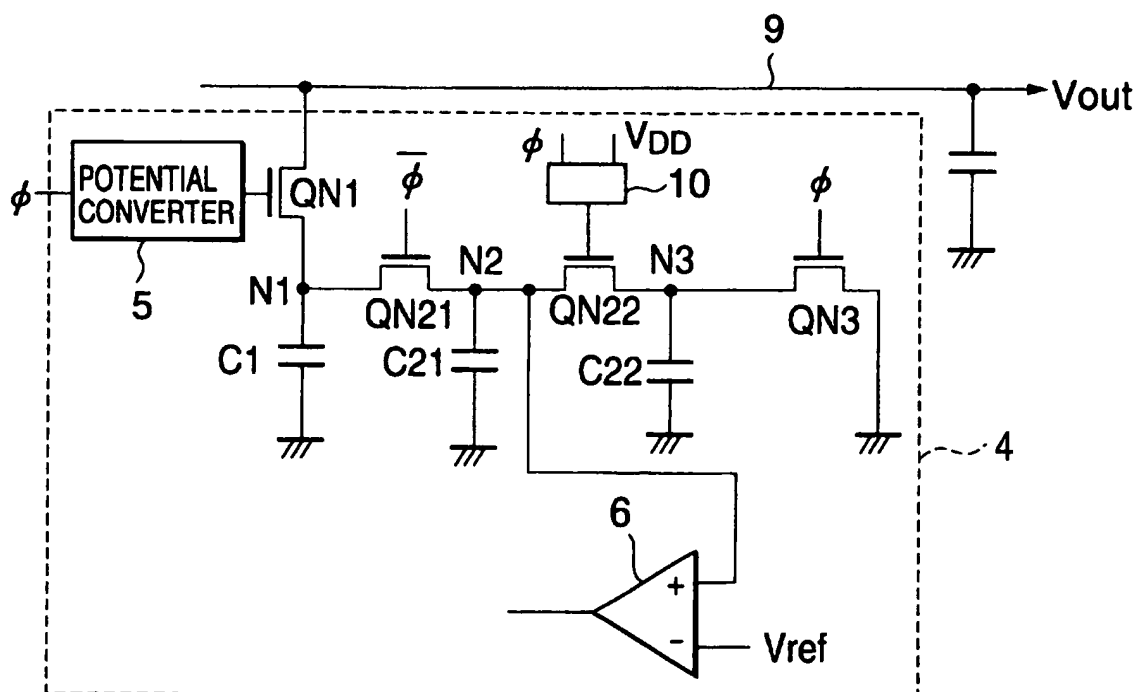 9
Vout
ϕ
POTENTIAL
CONVERTER
5
QN1
ϕ̅
ϕ
VDD
10
ϕ
N1
QN21
N2
QN22
N3
QN3
C1
C21
C22
4
6
+
-
Vref